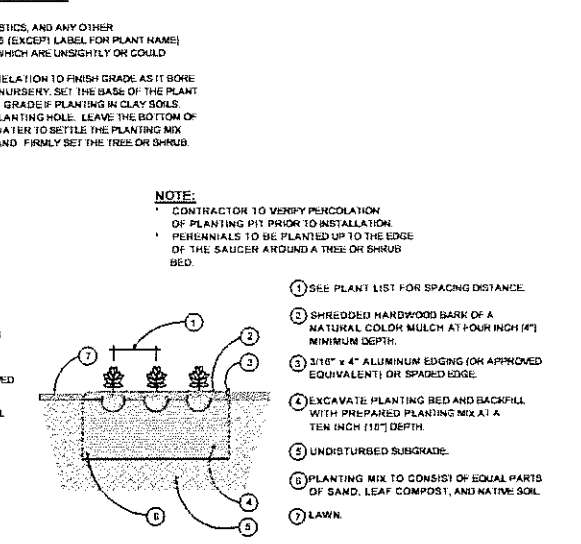 STICS, AND ANY OTHER
S (EXCEPT LABEL FOR PLANT NAME)
WHICH ARE UNSIGHTLY OR COULD
RELATION TO FINISH GRADE AS IT BORE
NURSERY. SET THE BASE OF THE PLANT
GRADE IF PLANTING IN CLAY SOILS.
PLANTING HOLE. LEAVE THE BOTTOM OF
WATER TO SETTLE THE PLANTING MIX
AND FIRMLY SET THE TREE OR SHRUB.
NOTE:
* CONTRACTOR TO VERIFY PERCOLATION
OF PLANTING PIT PRIOR TO INSTALLATION.
* PERENNIALS TO BE PLANTED UP TO THE EDGE
OF THE SAUCER AROUND A TREE OR SHRUB
BED.
1 SEE PLANT LIST FOR SPACING DISTANCE.
2 SHREDDED HARDWOOD BARK OF A
NATURAL COLOR MULCH AT FOUR INCH (4")
MINIMUM DEPTH.
3 3/16" x 4" ALUMINUM EDGING (OR APPROVED
EQUIVALENT) OR SPADED EDGE.
4 EXCAVATE PLANTING BED AND BACKFILL
WITH PREPARED PLANTING MIX AT A
TEN INCH (10") DEPTH.
5 UNDISTURBED SUBGRADE.
6 PLANTING MIX TO CONSIST OF EQUAL PARTS
OF SAND, LEAF COMPOST, AND NATIVE SOIL.
7 LAWN.
1
2
3
7
4
5
6
VED
L